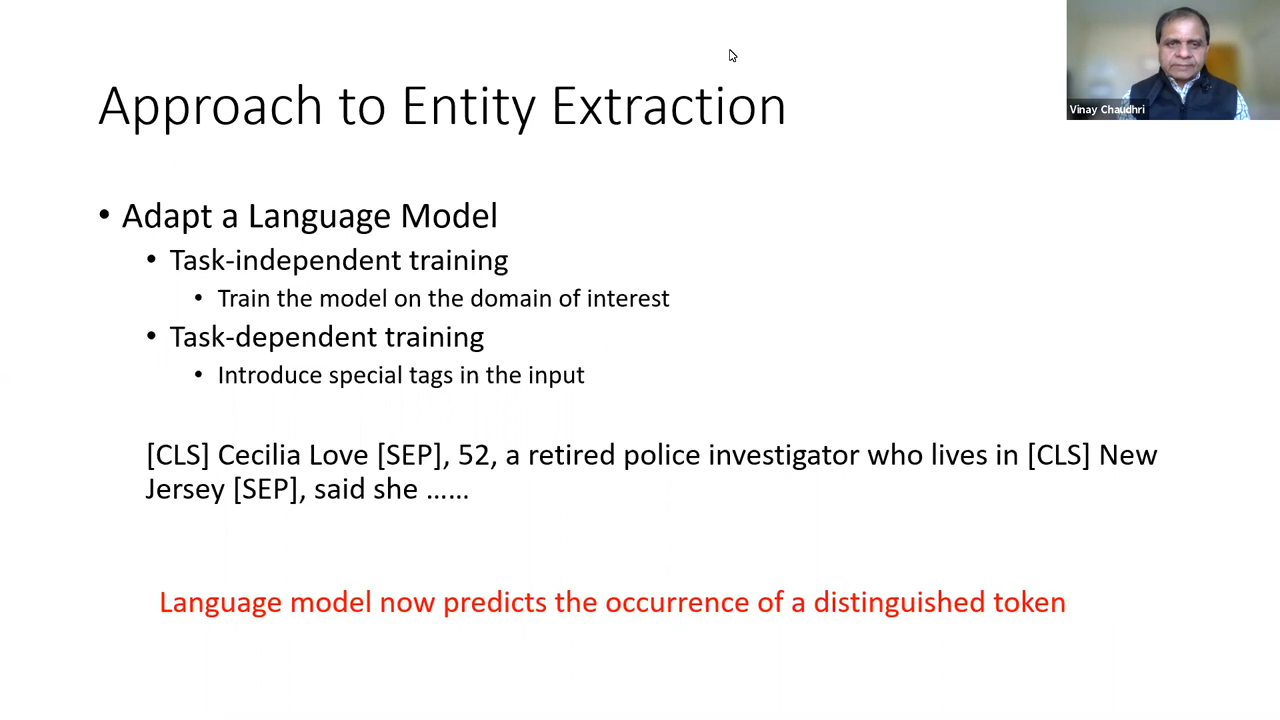 Vinay Chaudhri
Approach to Entity Extraction
• Adapt a Language Model
• Task-independent training
• Train the model on the domain of interest
• Task-dependent training
• Introduce special tags in the input
[CLS] Cecilia Love [SEP], 52, a retired police investigator who lives in [CLS] New
Jersey [SEP], said she ......
Language model now predicts the occurrence of a distinguished token